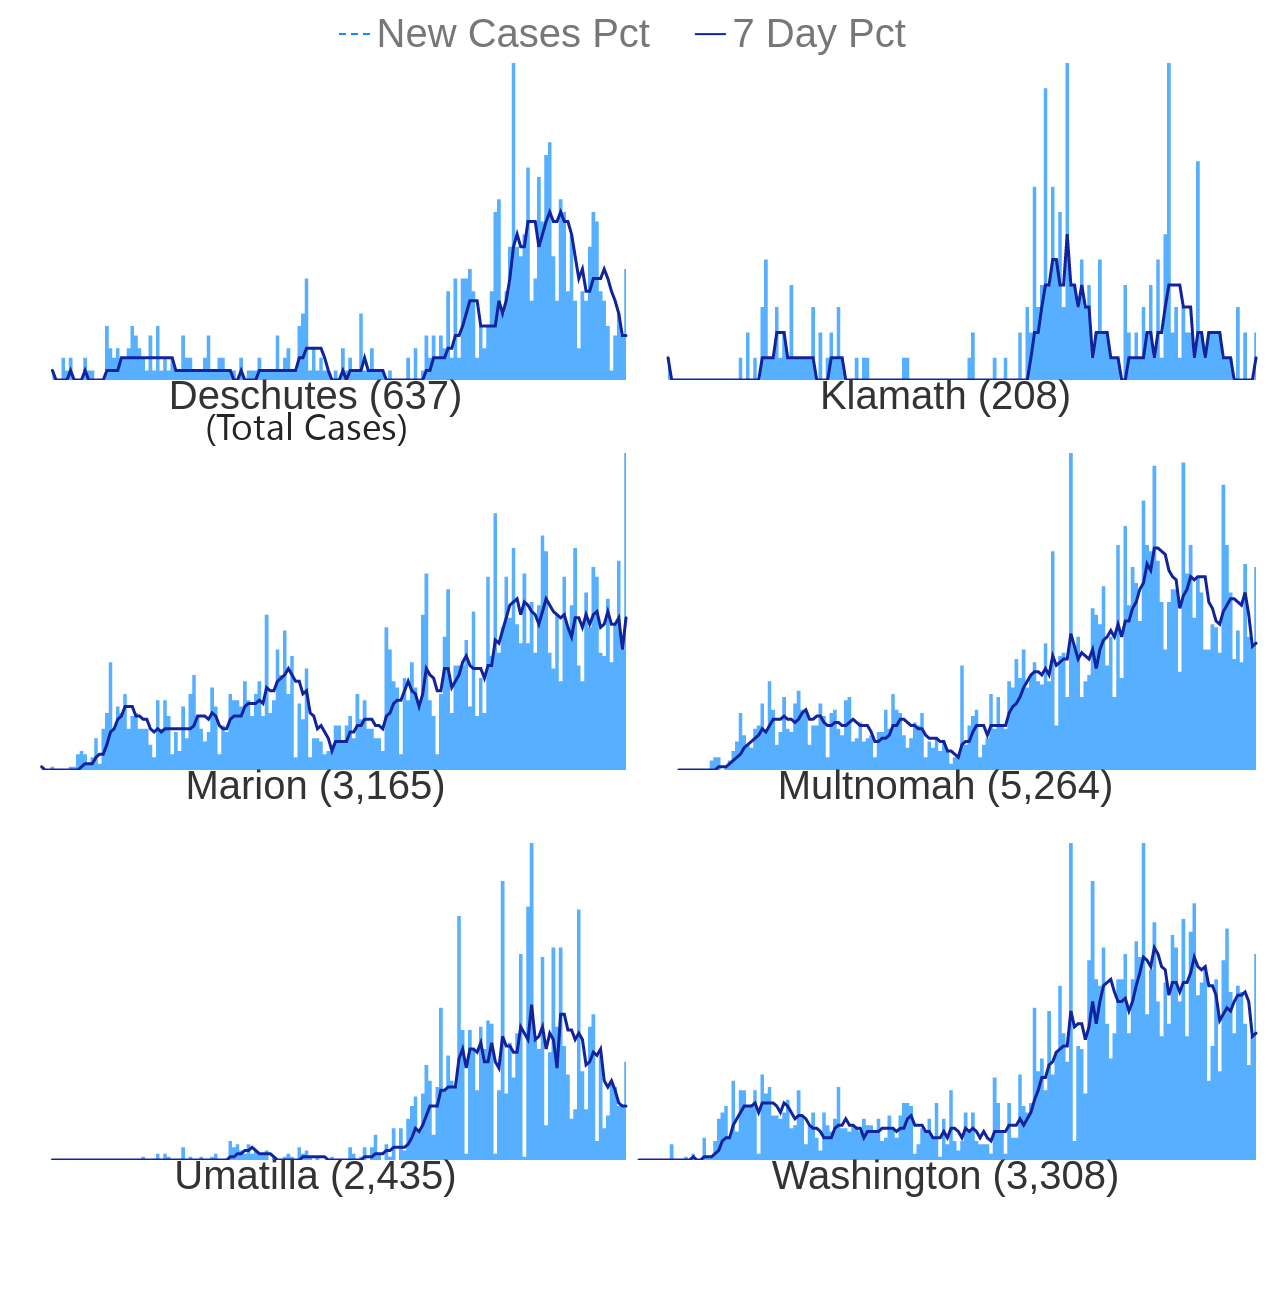 New Cases Pct 7 Day Pct
Deschutes (637) Klamath (208)
(Total Cases)
Marion (3,165) Multnomah (5,264)
Umatilla (2,435) Washington (3,308)